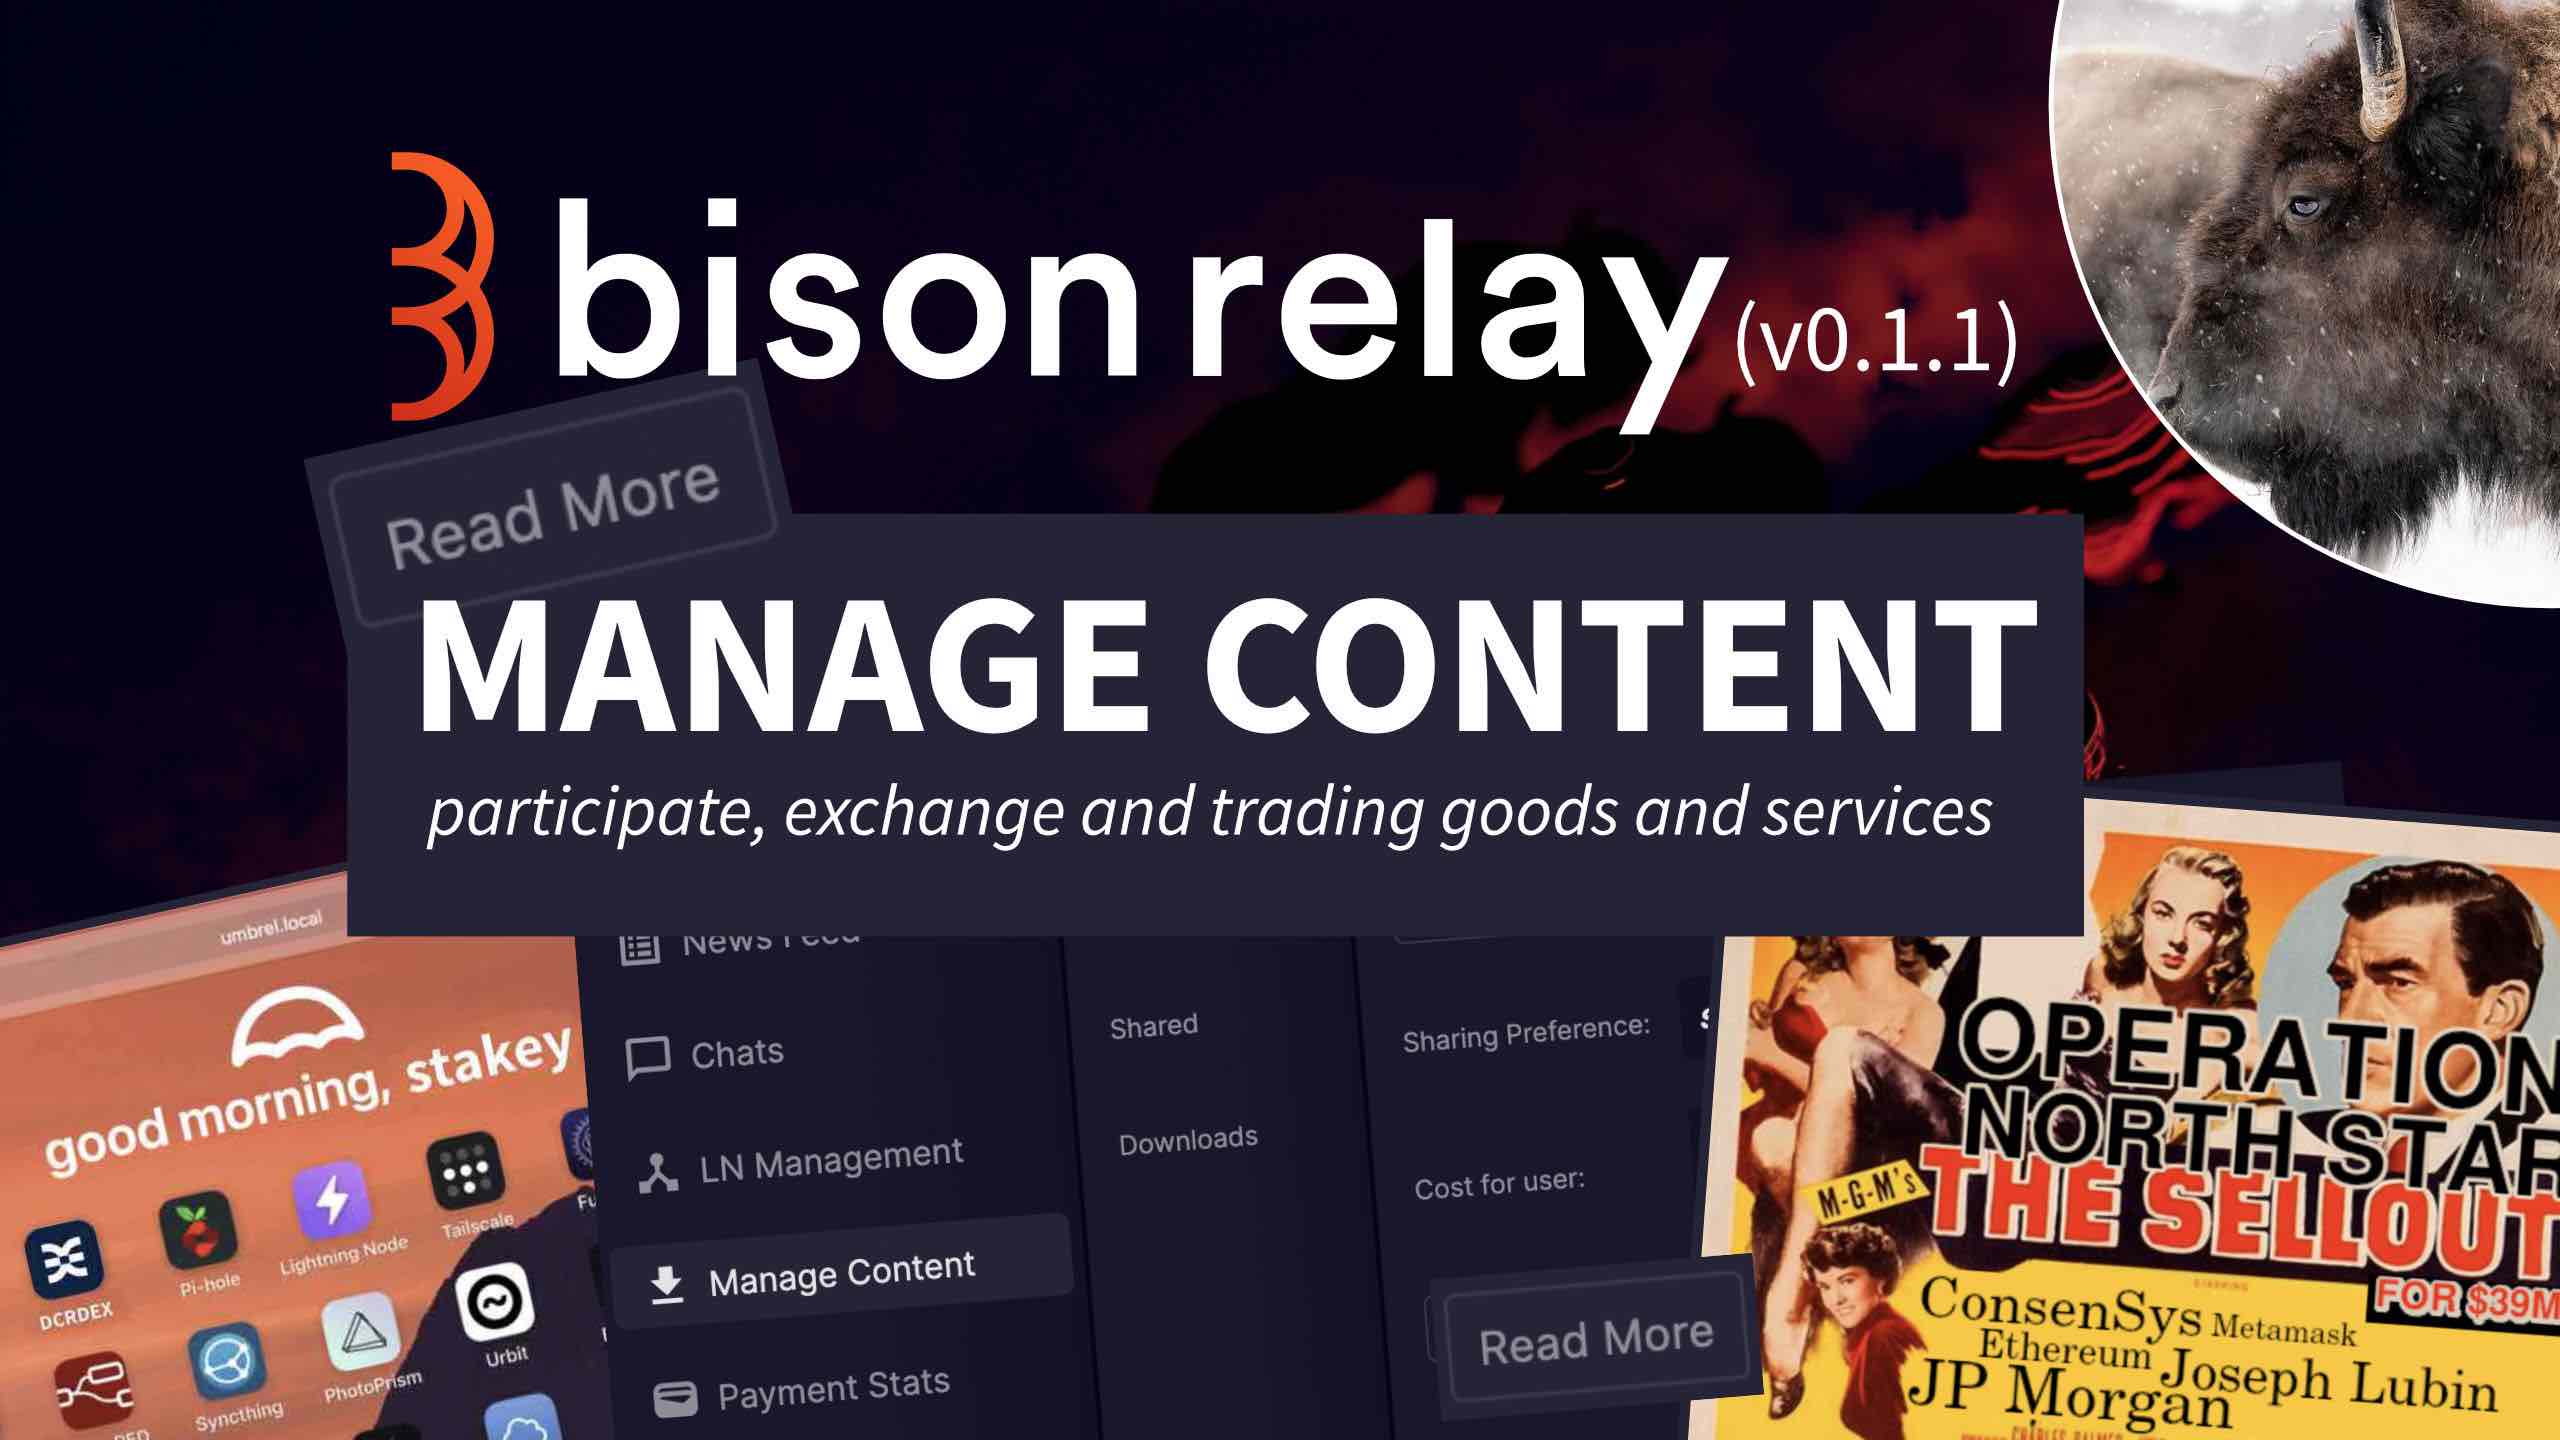 bison relay (v0.1.1)
Read More
MANAGE CONTENT
participate, exchange and trading goods and services
umbrel.local
good morning, stakey
DCRDEX
Pi-hole
Lightning Node
Tailscale
Syncthing
PhotoPrism
Urbit
News Feed
Chats
LN Management
Manage Content
Payment Stats
Shared
Downloads
Sharing Preference:
Cost for user:
Read More
OPERATION
NORTH STAR
M-G-M's
THE SELLOUT
FOR $39M
STARRING
ConsenSys Metamask
Ethereum Joseph Lubin
JP Morgan